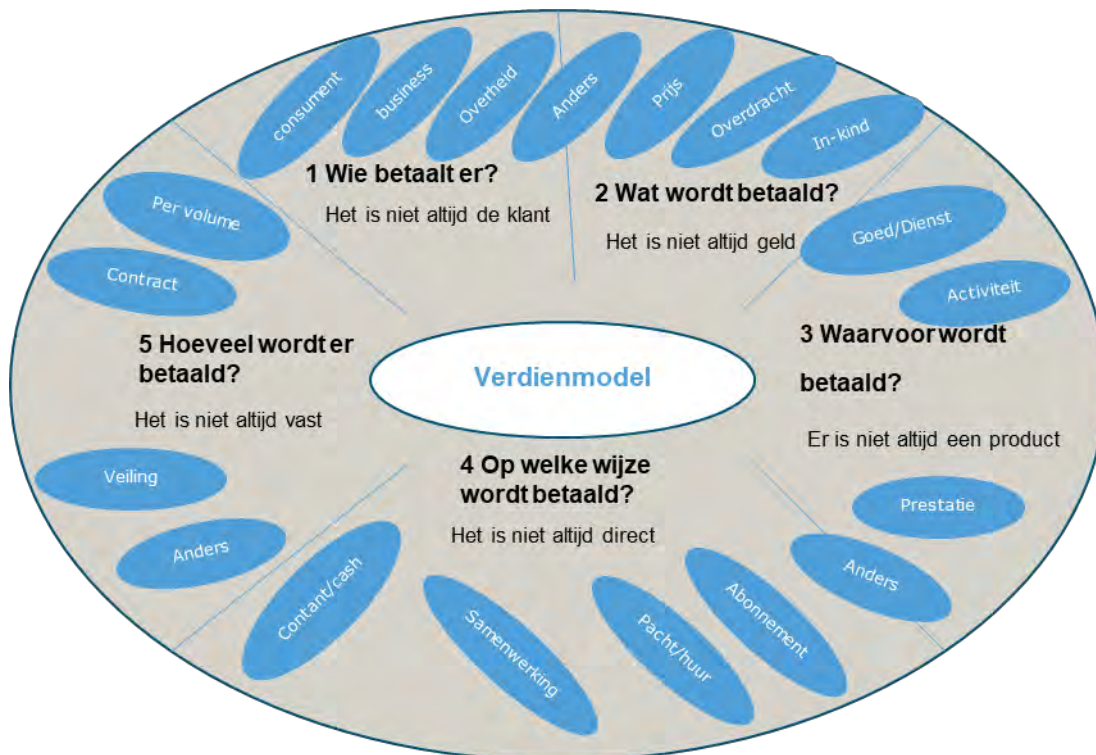 consument
business
Overheid
Anders
1 Wie betaalt er?
Het is niet altijd de klant
Prijs
Overdracht
In-kind
2 Wat wordt betaald?
Het is niet altijd geld
Goed/Dienst
Activiteit
3 Waarvoor wordt
betaald?
Er is niet altijd een product
Prestatie
Anders
Verdienmodel
4 Op welke wijze
wordt betaald?
Het is niet altijd direct
Abonnement
Pacht/huur
Samenwerking
Contant/cash
Per volume
Contract
5 Hoeveel wordt er
betaald?
Het is niet altijd vast
Veiling
Anders